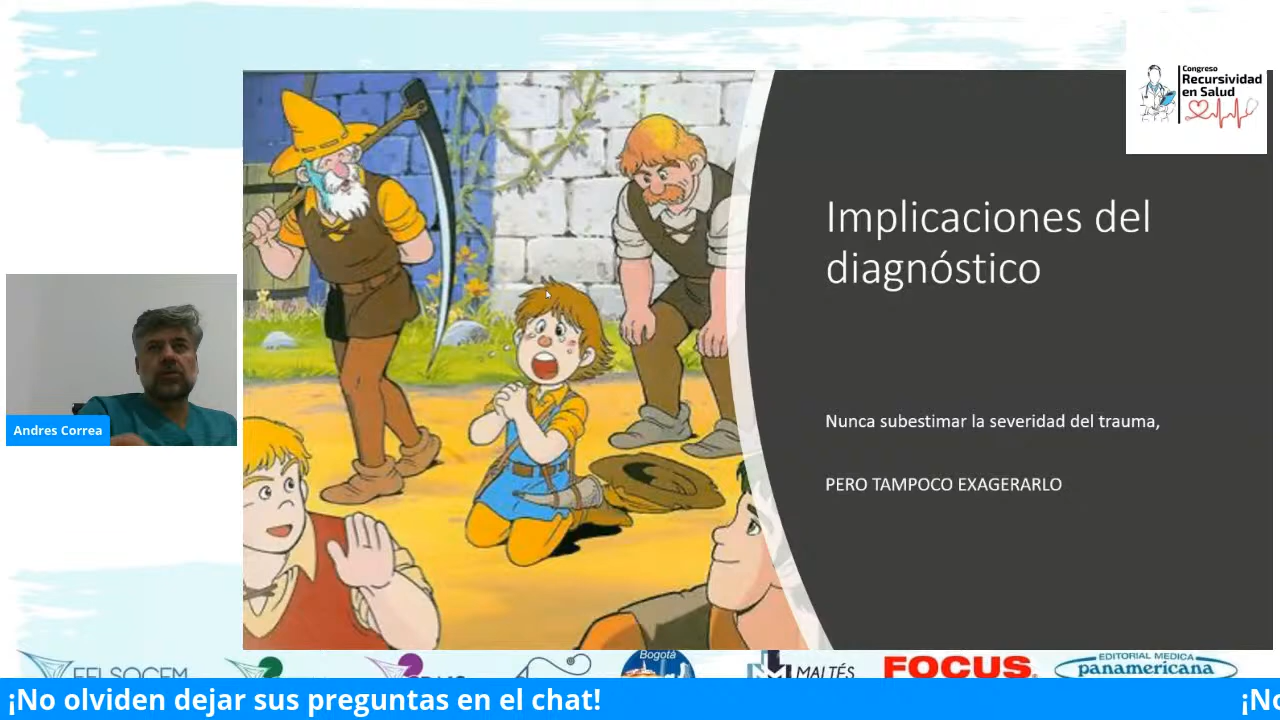 Congreso
Recursividad
en Salud
Implicaciones del
diagnóstico
Nunca subestimar la severidad del trauma,
PERO TAMPOCO EXAGERARLO
Andres Correa
Bogotá
MALTÉS
FOCUS
EDITORIAL MEDICA
panamericana
¡No olviden dejar sus preguntas en el chat!
¡No